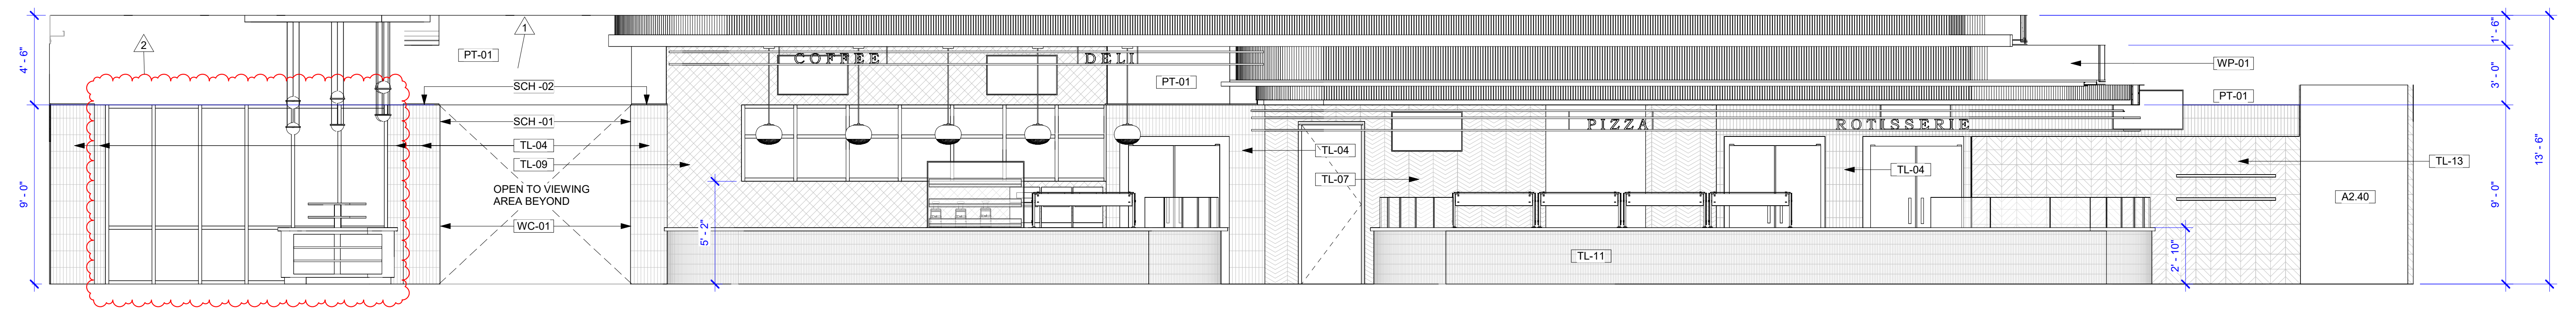 1
2
COFFEE
DELI
PT-01
PT-01
WP-01
PT-01
SCH -02
SCH -01
TL-04
TL-09
OPEN TO VIEWING
AREA BEYOND
WC-01
PIZZA
ROTISSERIE
TL-04
TL-07
TL-04
TL-13
TL-11
A2.40
4' - 6"
9' - 0"
5' - 2"
2' - 10"
1' - 6"
3' - 0"
9' - 0"
13' - 6"